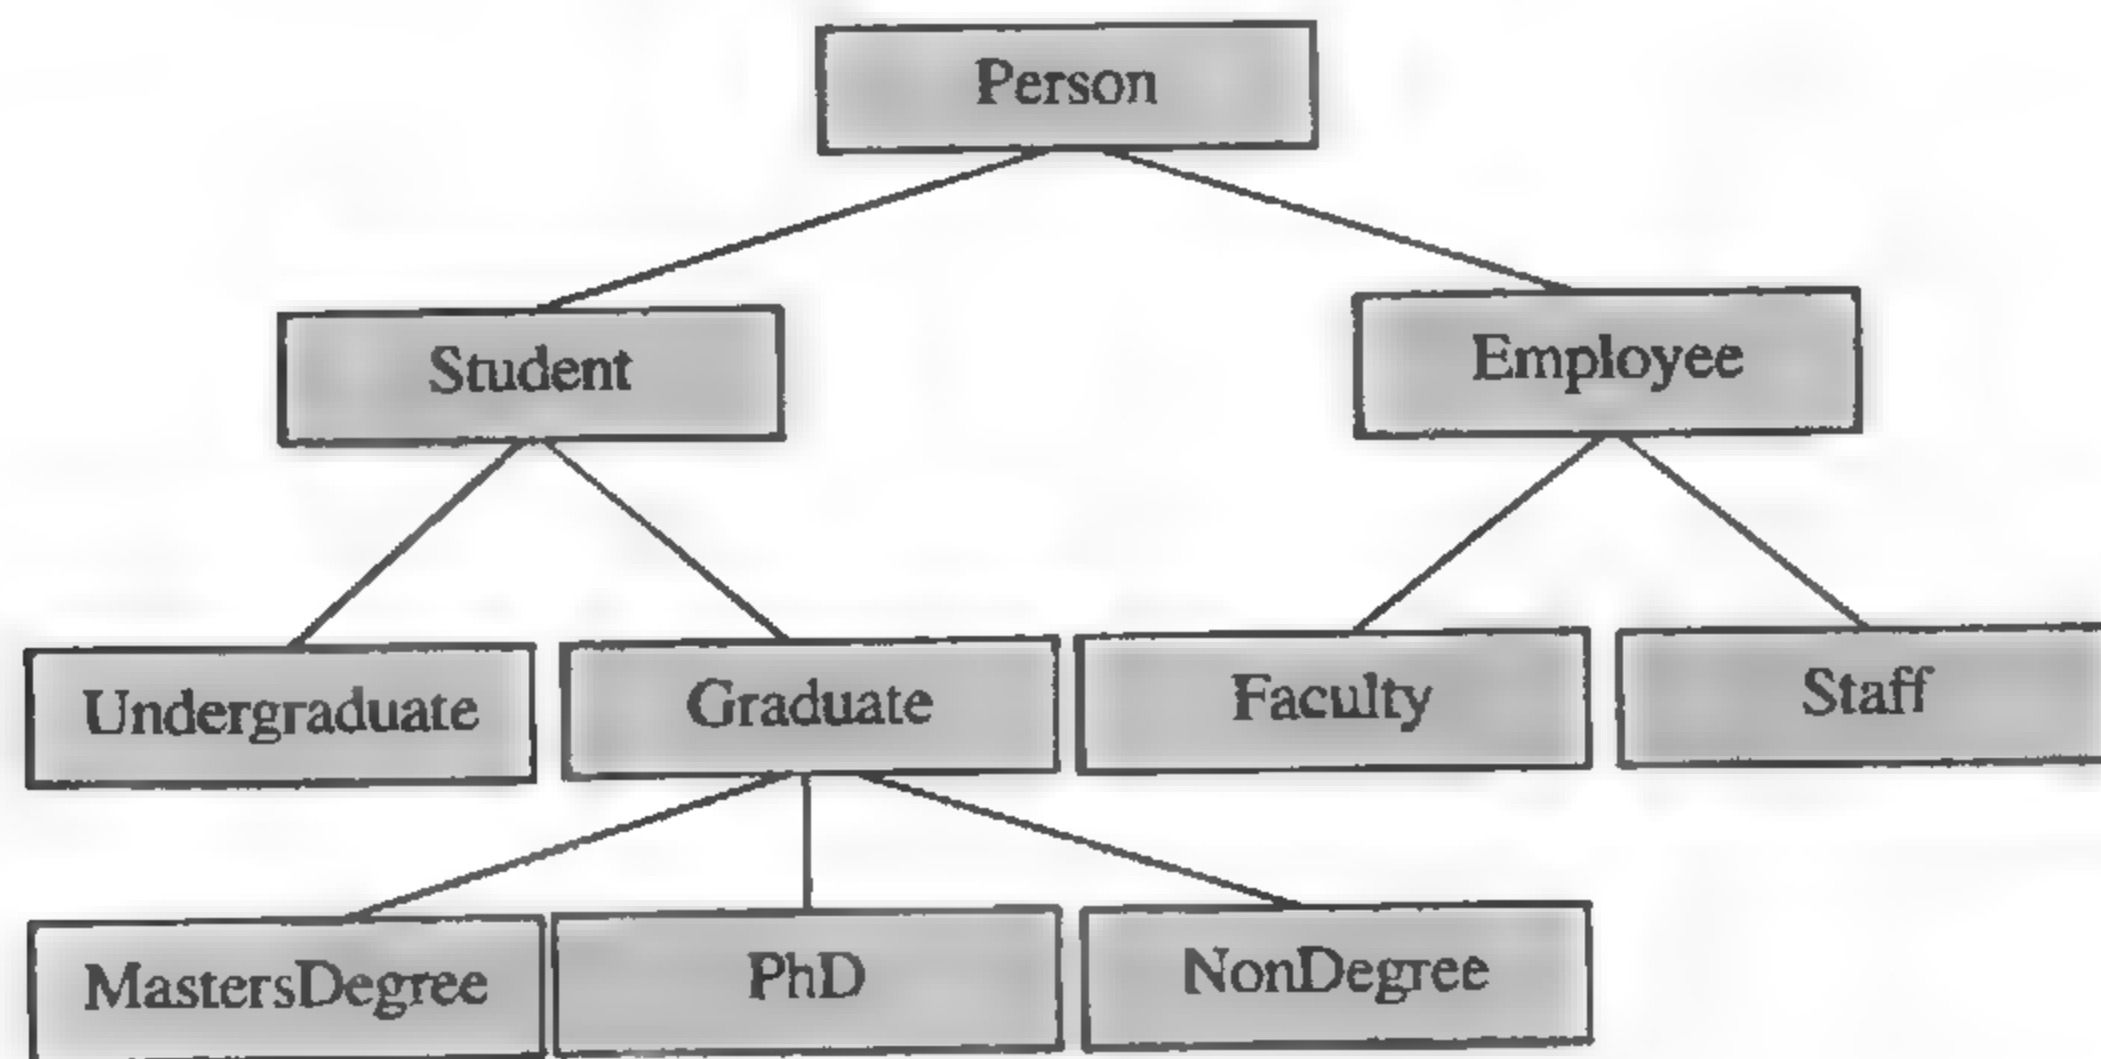 Person
Student
Employee
Undergraduate
Graduate
Faculty
Staff
MastersDegree
PhD
NonDegree